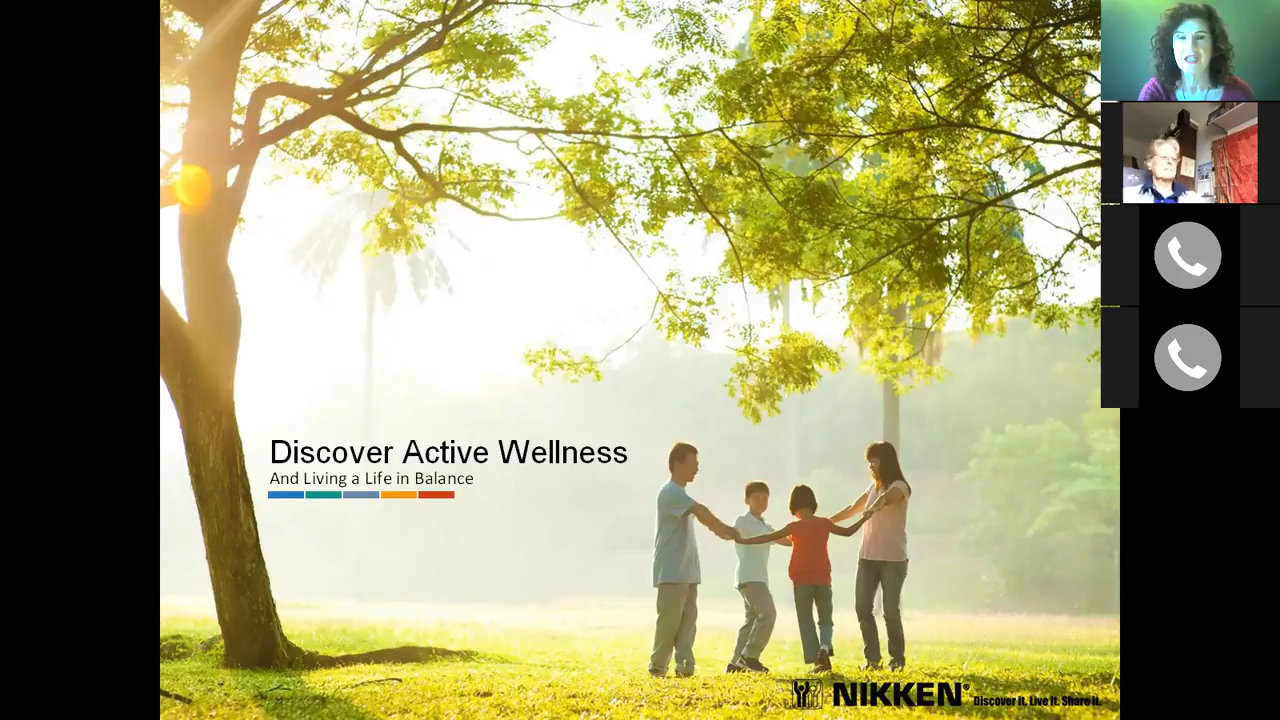 Discover Active Wellness
And Living a Life in Balance
NIKKEN® Discover It. Live It. Share It.